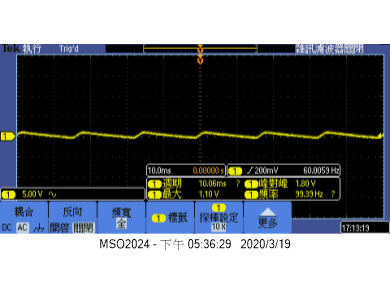 Tek 執行 Trig'd 雜訊濾波器關閉
1
10.0ms 0.00000 s 1 ∫ 200mV 60.0059 Hz
1 週期 10.06ms ? 1 峰對峰 1.80 V
1 最大 1.10 V 1 頻率 99.39 Hz ?
1 5.00 V
耦合 反向 頻寬 1 標籤 1 探棒設定 更多
DC AC 開啓 關閉 全 10 X
17:13:19
MSO2024 - 下午 05:36:29 2020/3/19